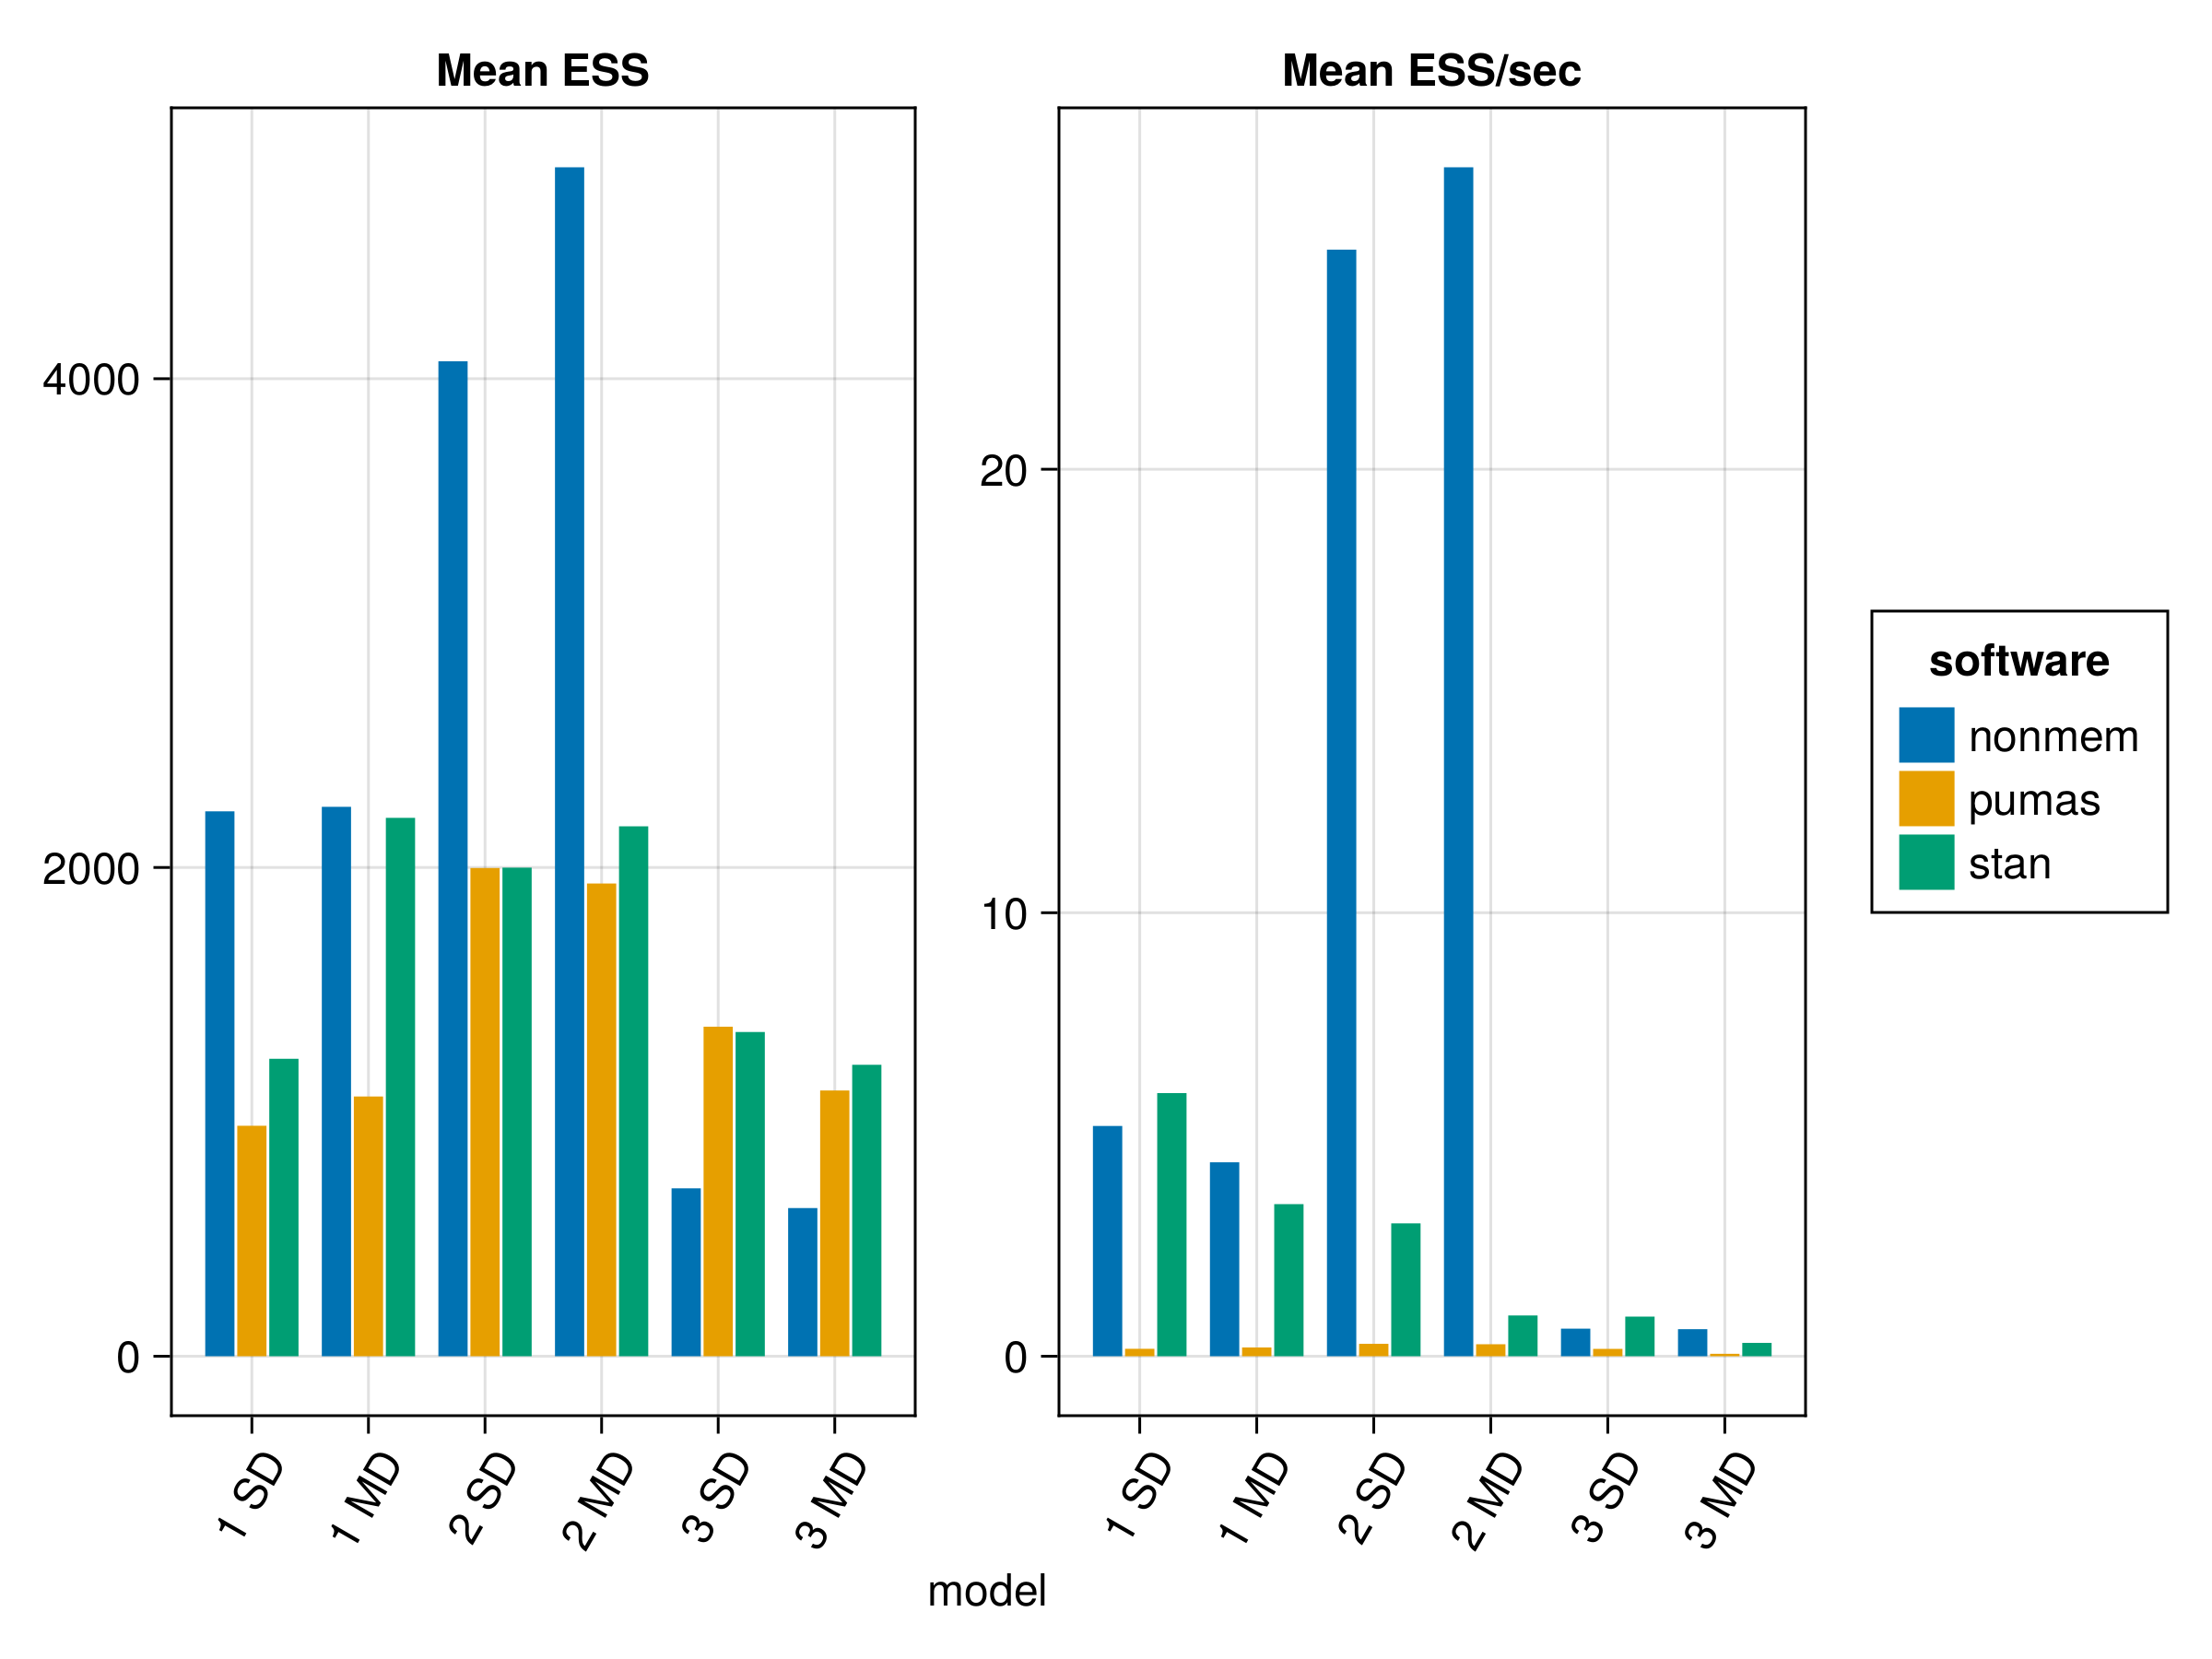 Mean ESS
Mean ESS/sec
4000
2000
0
20
10
0
1 SD
1 MD
2 SD
2 MD
3 SD
3 MD
1 SD
1 MD
2 SD
2 MD
3 SD
3 MD
model
software
nonmem
pumas
stan